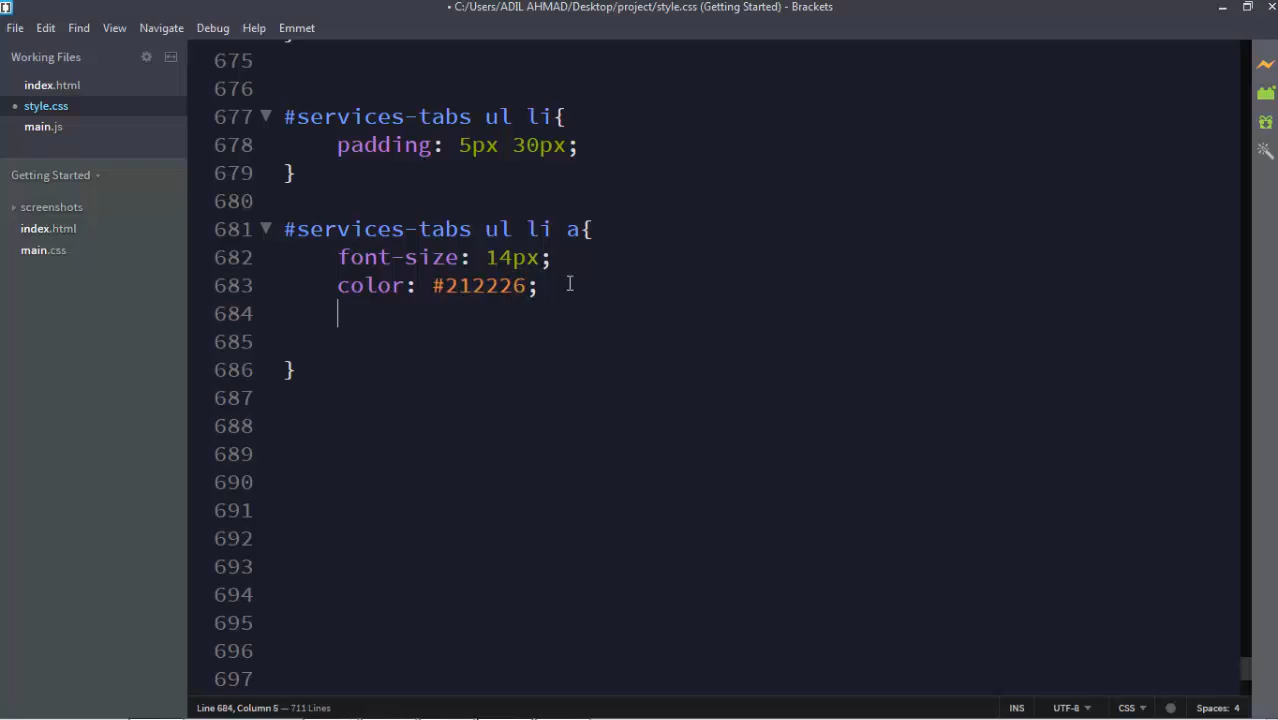 • C:/Users/ADIL AHMAD/Desktop/project/style.css (Getting Started) - Brackets
File Edit Find View Navigate Debug Help Emmet
Working Files
index.html
• style.css
main.js
Getting Started
screenshots
index.html
main.css
675
676
677 #services-tabs ul li{
678 padding: 5px 30px;
679 }
680
681 #services-tabs ul li a{
682 font-size: 14px;
683 color: #212226;
684
685
686 }
687
688
689
690
691
692
693
694
695
696
697
Line 684, Column 5 — 711 Lines INS UTF-8 CSS Spaces: 4